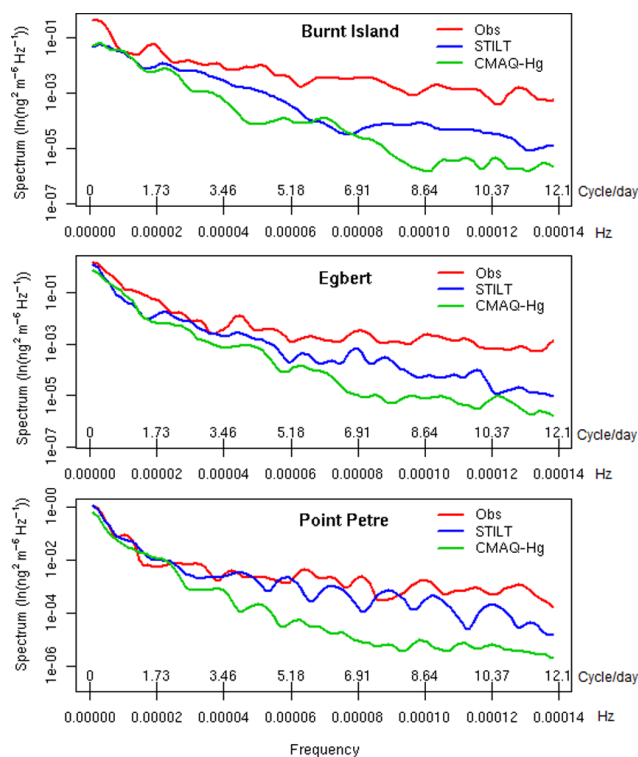 Burnt Island
Obs
STILT
CMAQ-Hg
Spectrum (ln(ng² m⁻⁶ Hz⁻¹))
1e-01
1e-03
1e-05
1e-07
0 1.73 3.46 5.18 6.91 8.64 10.37 12.1 Cycle/day
0.00000 0.00002 0.00004 0.00006 0.00008 0.00010 0.00012 0.00014 Hz
Egbert
Obs
STILT
CMAQ-Hg
Spectrum (ln(ng² m⁻⁶ Hz⁻¹))
1e-01
1e-03
1e-05
1e-07
0 1.73 3.46 5.18 6.91 8.64 10.37 12.1 Cycle/day
0.00000 0.00002 0.00004 0.00006 0.00008 0.00010 0.00012 0.00014 Hz
Point Petre
Obs
STILT
CMAQ-Hg
Spectrum (ln(ng² m⁻⁶ Hz⁻¹))
1e-00
1e-02
1e-04
1e-06
0 1.73 3.46 5.18 6.91 8.64 10.37 12.1 Cycle/day
0.00000 0.00002 0.00004 0.00006 0.00008 0.00010 0.00012 0.00014 Hz
Frequency